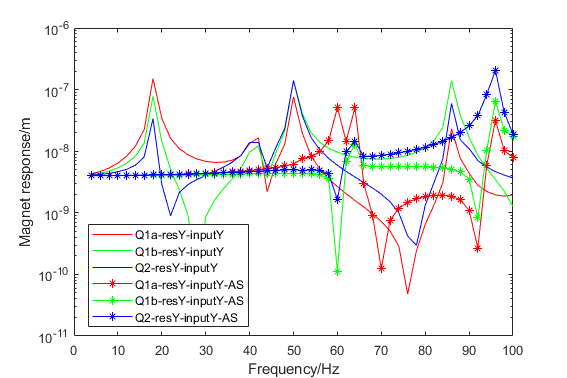 10^-6
10^-7
10^-8
10^-9
10^-10
10^-11
Magnet response/m
Q1a-resY-inputY
Q1b-resY-inputY
Q2-resY-inputY
Q1a-resY-inputY-AS
Q1b-resY-inputY-AS
Q2-resY-inputY-AS
0 10 20 30 40 50 60 70 80 90 100
Frequency/Hz